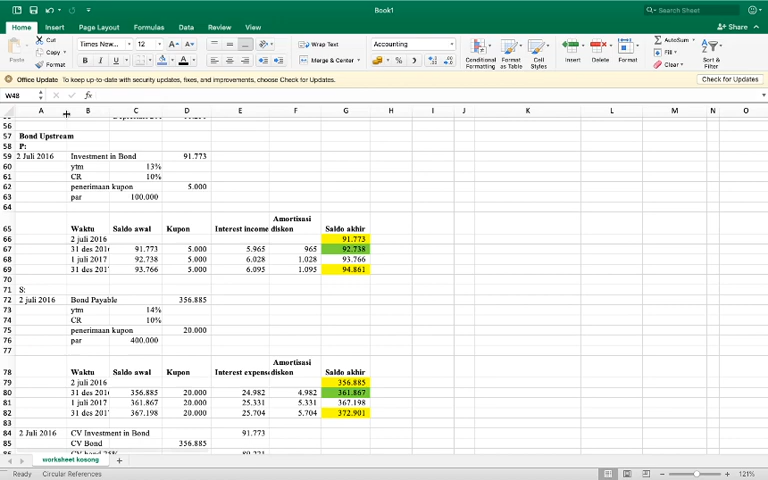 Book1
Search Sheet
Home Insert Page Layout Formulas Data Review View
Share
Paste
Cut
Copy
Format
Times New... 12
B I U
Wrap Text
Merge & Center
Accounting
Conditional Formatting
Format as Table
Cell Styles
Insert
Delete
Format
AutoSum
Fill
Clear
Sort & Filter
Office Update To keep up-to-date with security updates, fixes, and improvements, choose Check for Updates.
Check for Updates
W48 fx
A B C D E F G H I J K L M N O
56
57 Bond Upstream
58 P:
59 2 Juli 2016 Investment in Bond 91.773
60 ytm 13%
61 CR 10%
62 penerimaan kupon 5.000
63 par 100.000
64
65 Waktu Saldo awal Kupon Interest income Amortisasi diskon Saldo akhir
66 2 juli 2016 91.773
67 31 des 201 91.773 5.000 5.965 965 92.738
68 1 juli 2017 92.738 5.000 6.028 1.028 93.766
69 31 des 201 93.766 5.000 6.095 1.095 94.861
70
71 S:
72 2 juli 2016 Bond Payable 356.885
73 ytm 14%
74 CR 10%
75 penerimaan kupon 20.000
76 par 400.000
77
78 Waktu Saldo awal Kupon Interest expens Amortisasi diskon Saldo akhir
79 2 juli 2016 356.885
80 31 des 201 356.885 20.000 24.982 4.982 361.867
81 1 juli 2017 361.867 20.000 25.331 5.331 367.198
82 31 des 201 367.198 20.000 25.704 5.704 372.901
83
84 2 Juli 2016 CV Investment in Bond 91.773
85 CV Bond 356.885
worksheet kosong
Ready Circular References
121%